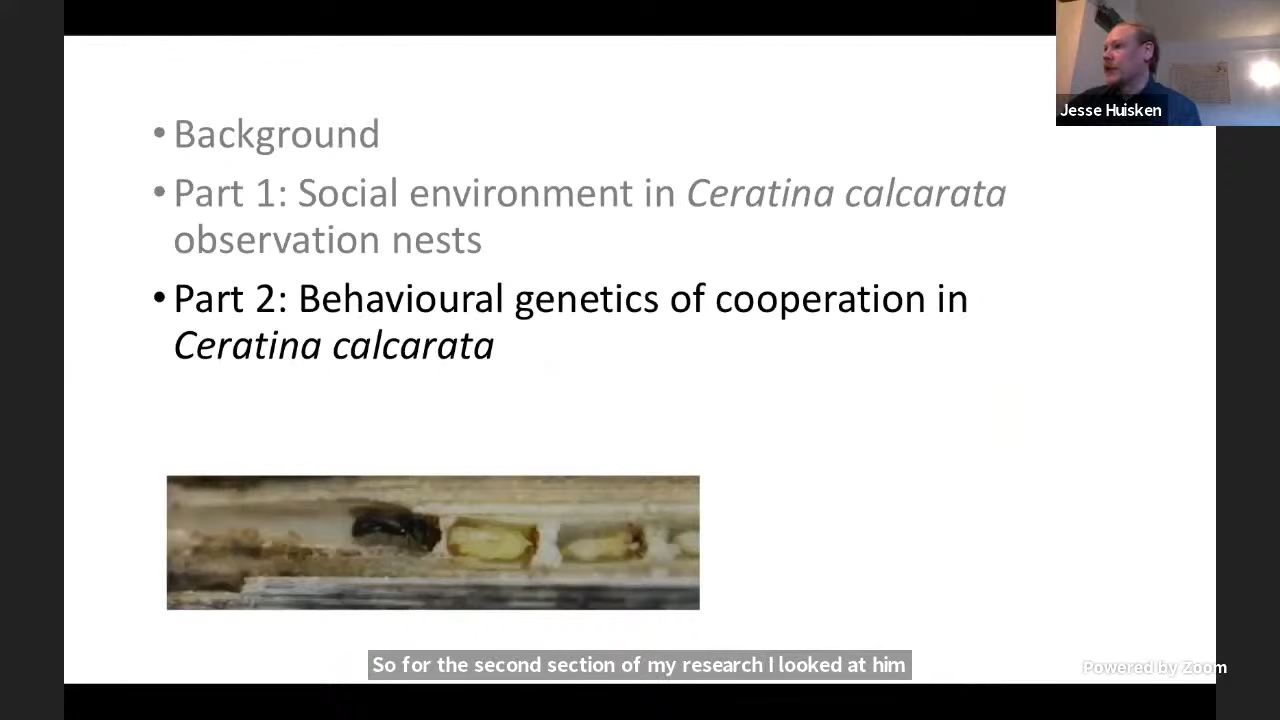 Jesse Huisken
• Background
• Part 1: Social environment in Ceratina calcarata
observation nests
• Part 2: Behavioural genetics of cooperation in
Ceratina calcarata
So for the second section of my research I looked at him
Powered by Zoom